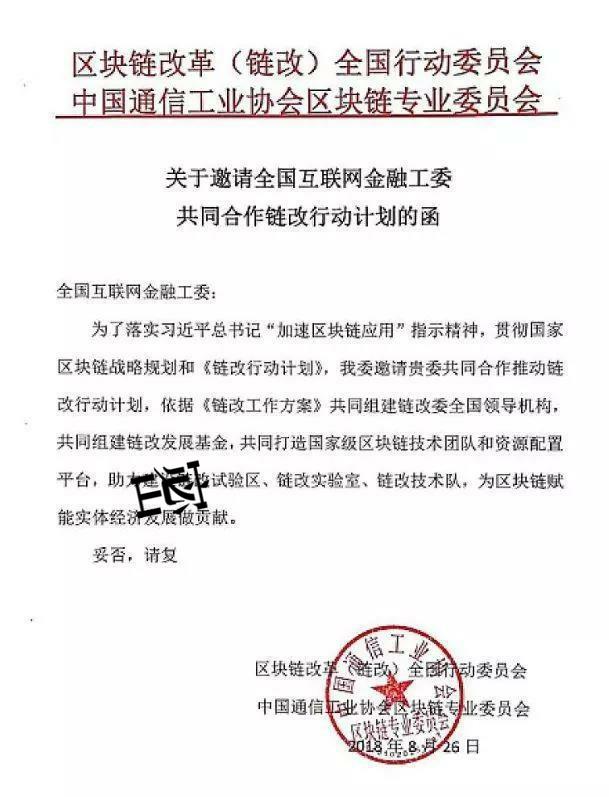 区块链改革（链改）全国行动委员会
中国通信工业协会区块链专业委员会
关于邀请全国互联网金融工委
共同合作链改行动计划的函
全国互联网金融工委：
为了落实习近平总书记“加速区块链应用”指示精神，贯彻国家
区块链战略规划和《链改行动计划》，我委邀请贵委共同合作推动链
改行动计划，依据《链改工作方案》共同组建链改委全国领导机构，
共同组建链改发展基金，共同打造国家级区块链技术团队和资源配置
平台，助力建 试验区、链改实验室、链改技术队，为区块链赋
能实体经济发展做贡献。
妥否，请复
区块链改革（链改）全国行动委员会
中国通信工业协会区块链专业委员会
2018年8月26日
中国通信工业协会
区块链专业委员会